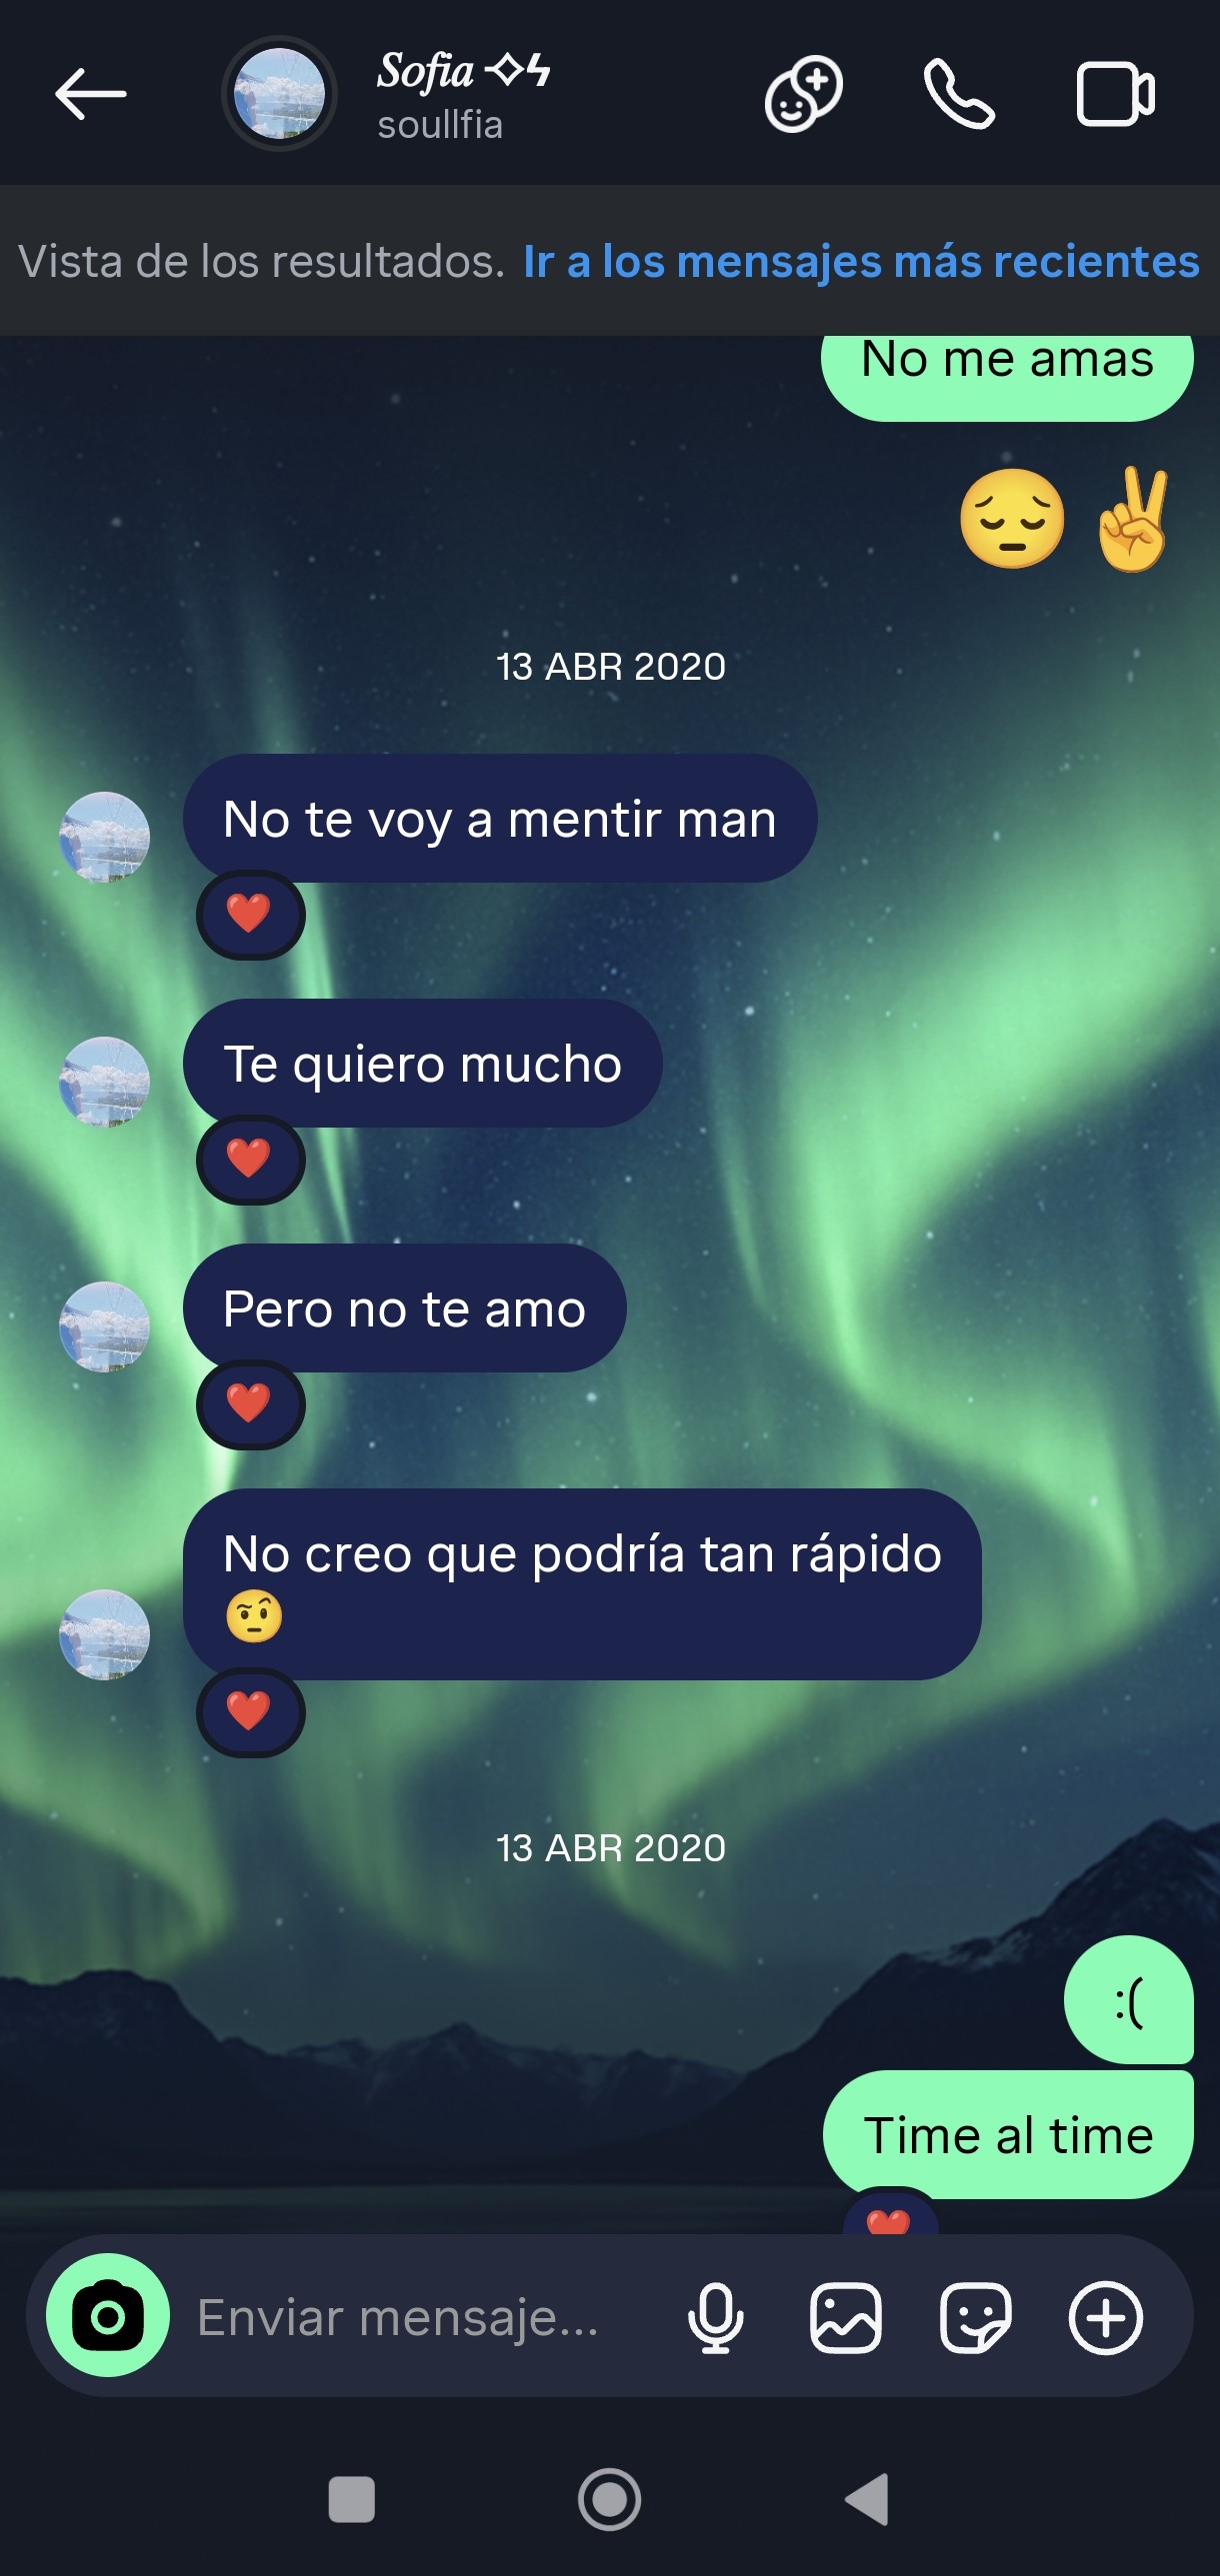 Sofia ✧ϟ
soullfia
Vista de los resultados. Ir a los mensajes más recientes
No me amas
😔✌️
13 ABR 2020
No te voy a mentir man
❤️
Te quiero mucho
❤️
Pero no te amo
❤️
No creo que podría tan rápido
🤨
❤️
13 ABR 2020
:(
Time al time
❤️
Enviar mensaje...